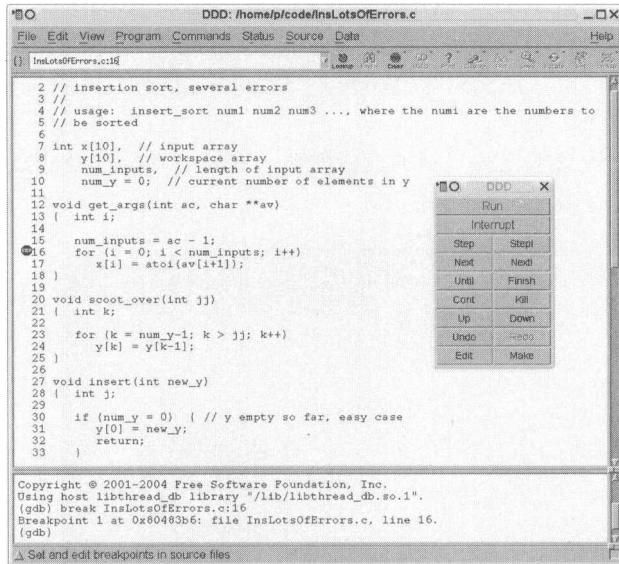 DDD: /home/p/code/InsLotsOfErrors.c
File Edit View Program Commands Status Source Data Help
(): InsLotsOfErrors.c:16
Lookup Clear
2 // insertion sort, several errors
3 //
4 // usage: insert_sort num1 num2 num3 ..., where the numi are the numbers to
5 // be sorted
6
7 int x[10], // input array
8 y[10], // workspace array
9 num_inputs, // length of input array
10 num_y = 0; // current number of elements in y
11
12 void get_args(int ac, char **av)
13 { int i;
14
15 num_inputs = ac - 1;
16 for (i = 0; i < num_inputs; i++)
17 x[i] = atoi(av[i+1]);
18 }
19
20 void scoot_over(int jj)
21 { int k;
22
23 for (k = num_y-1; k > jj; k++)
24 y[k] = y[k-1];
25 }
26
27 void insert(int new_y)
28 { int j;
29
30 if (num_y = 0) { // y empty so far, easy case
31 y[0] = new_y;
32 return;
33 }
DDD
Run
Interrupt
Step Stepi
Next Nexti
Until Finish
Cont Kill
Up Down
Undo Redo
Edit Make
Copyright © 2001-2004 Free Software Foundation, Inc.
Using host libthread_db library "/lib/libthread_db.so.1".
(gdb) break InsLotsOfErrors.c:16
Breakpoint 1 at 0x80483b6: file InsLotsOfErrors.c, line 16.
(gdb)
Set and edit breakpoints in source files